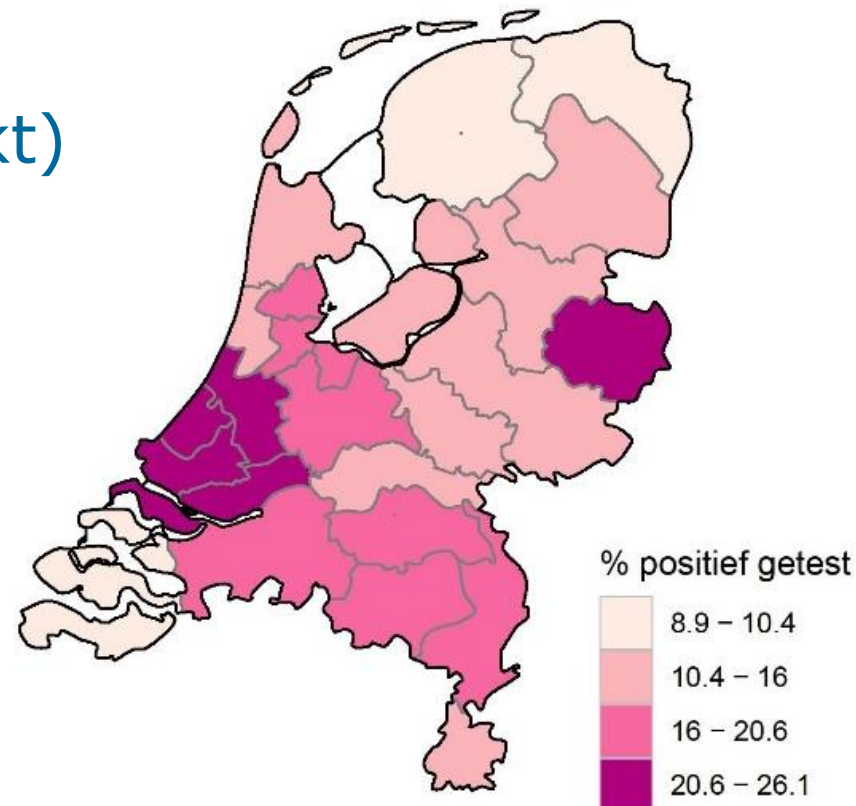 kt)
% positief getest
8.9 − 10.4
10.4 − 16
16 − 20.6
20.6 − 26.1